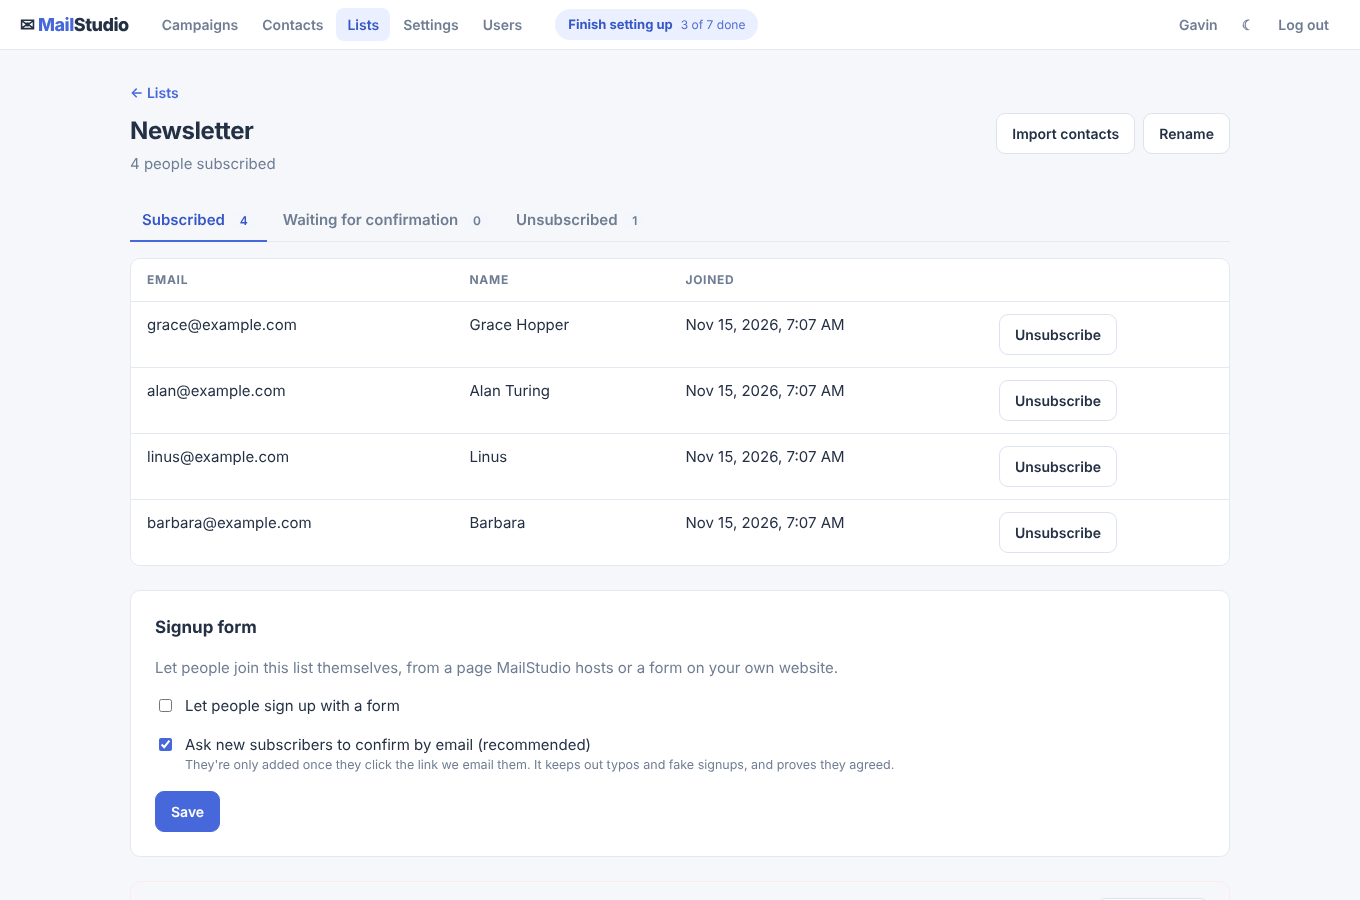 MailStudio Campaigns Contacts Lists Settings Users Finish setting up 3 of 7 done Gavin Log out
← Lists
Newsletter
Import contacts Rename
4 people subscribed
Subscribed 4 Waiting for confirmation 0 Unsubscribed 1
EMAIL NAME JOINED
grace@example.com Grace Hopper Nov 15, 2026, 7:07 AM Unsubscribe
alan@example.com Alan Turing Nov 15, 2026, 7:07 AM Unsubscribe
linus@example.com Linus Nov 15, 2026, 7:07 AM Unsubscribe
barbara@example.com Barbara Nov 15, 2026, 7:07 AM Unsubscribe
Signup form
Let people join this list themselves, from a page MailStudio hosts or a form on your own website.
Let people sign up with a form
Ask new subscribers to confirm by email (recommended)
They're only added once they click the link we email them. It keeps out typos and fake signups, and proves they agreed.
Save